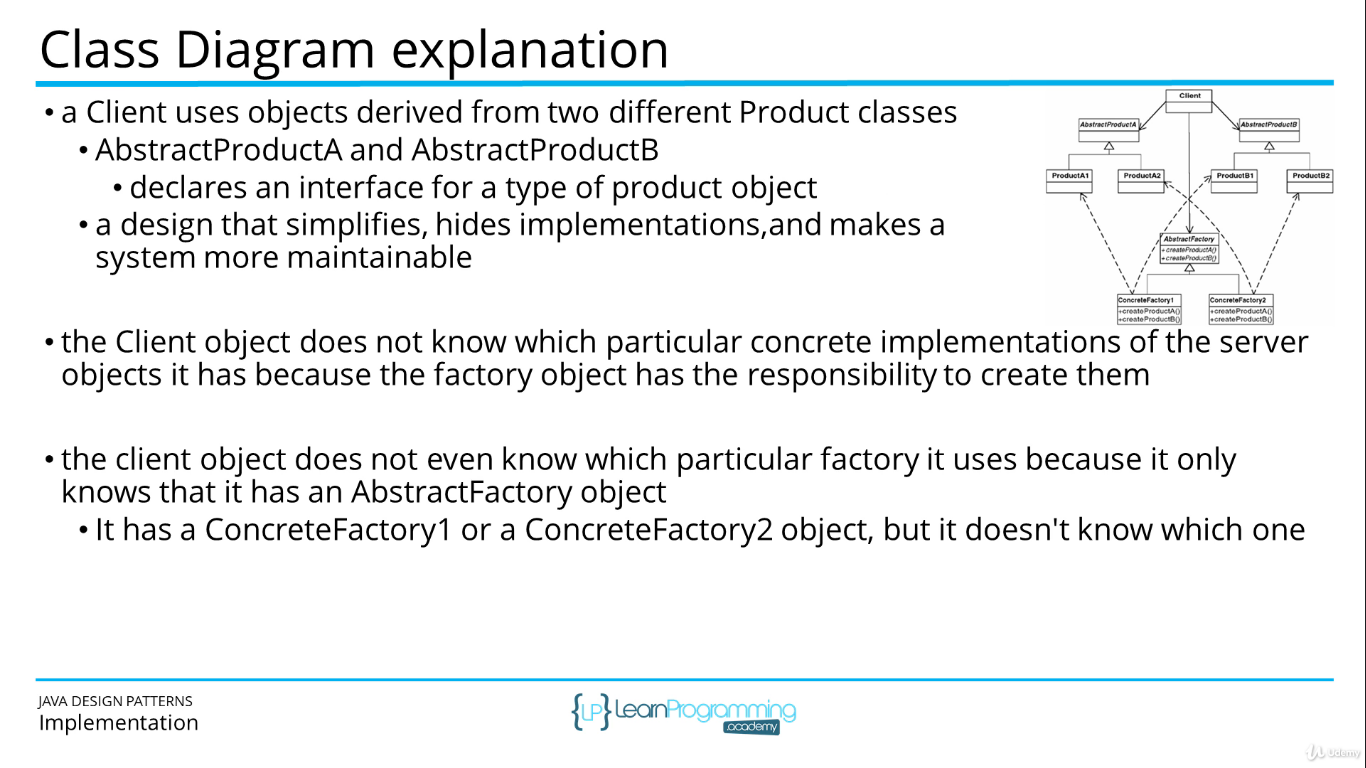 Class Diagram explanation
• a Client uses objects derived from two different Product classes
• AbstractProductA and AbstractProductB
• declares an interface for a type of product object
• a design that simplifies, hides implementations,and makes a
system more maintainable
Client
AbstractProductA
AbstractProductB
ProductA1
ProductA2
ProductB1
ProductB2
AbstractFactory
+createProductA()
+createProductB()
ConcreteFactory1
+createProductA()
+createProductB()
ConcreteFactory2
+createProductA()
+createProductB()
• the Client object does not know which particular concrete implementations of the server
objects it has because the factory object has the responsibility to create them
• the client object does not even know which particular factory it uses because it only
knows that it has an AbstractFactory object
• It has a ConcreteFactory1 or a ConcreteFactory2 object, but it doesn't know which one
JAVA DESIGN PATTERNS
Implementation
{LP} LearnProgramming
.academy
Udemy